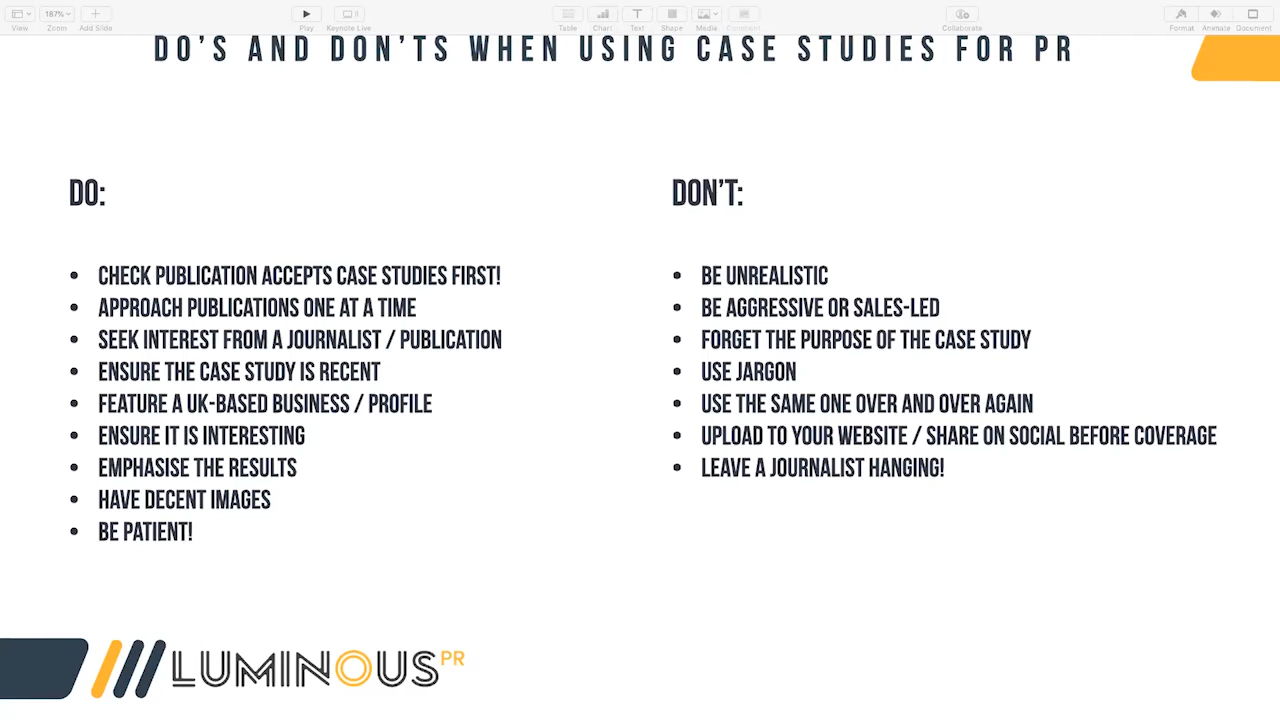 187%
View
Zoom
Add Slide
Play
Keynote Live
Table
Chart
Text
Shape
Media
Comment
Collaborate
Format
Animate
Document
DO’S AND DON’TS WHEN USING CASE STUDIES FOR PR
DO:
• CHECK PUBLICATION ACCEPTS CASE STUDIES FIRST!
• APPROACH PUBLICATIONS ONE AT A TIME
• SEEK INTEREST FROM A JOURNALIST / PUBLICATION
• ENSURE THE CASE STUDY IS RECENT
• FEATURE A UK-BASED BUSINESS / PROFILE
• ENSURE IT IS INTERESTING
• EMPHASISE THE RESULTS
• HAVE DECENT IMAGES
• BE PATIENT!
DON’T:
• BE UNREALISTIC
• BE AGGRESSIVE OR SALES-LED
• FORGET THE PURPOSE OF THE CASE STUDY
• USE JARGON
• USE THE SAME ONE OVER AND OVER AGAIN
• UPLOAD TO YOUR WEBSITE / SHARE ON SOCIAL BEFORE COVERAGE
• LEAVE A JOURNALIST HANGING!
LUMINOUS PR